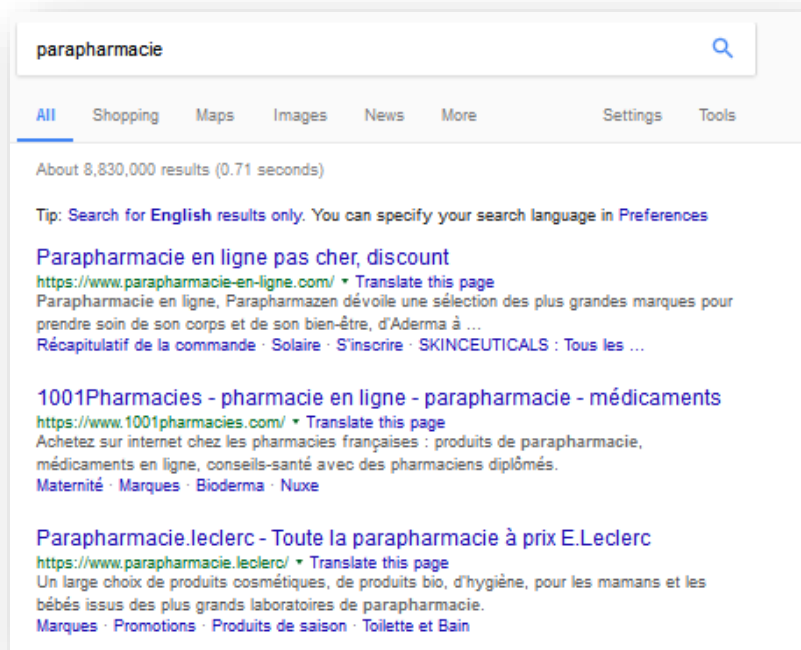 parapharmacie
All Shopping Maps Images News More Settings Tools
About 8,830,000 results (0.71 seconds)
Tip: Search for English results only. You can specify your search language in Preferences
Parapharmacie en ligne pas cher, discount
https://www.parapharmacie-en-ligne.com/ ▾ Translate this page
Parapharmacie en ligne, Parapharmazen dévoile une sélection des plus grandes marques pour
prendre soin de son corps et de son bien-être, d'Aderma à ...
Récapitulatif de la commande · Solaire · S'inscrire · SKINCEUTICALS : Tous les ...
1001Pharmacies - pharmacie en ligne - parapharmacie - médicaments
https://www.1001pharmacies.com/ ▾ Translate this page
Achetez sur internet chez les pharmacies françaises : produits de parapharmacie,
médicaments en ligne, conseils-santé avec des pharmaciens diplômés.
Maternité · Marques · Bioderma · Nuxe
Parapharmacie.leclerc - Toute la parapharmacie à prix E.Leclerc
https://www.parapharmacie.leclerc/ ▾ Translate this page
Un large choix de produits cosmétiques, de produits bio, d'hygiène, pour les mamans et les
bébés issus des plus grands laboratoires de parapharmacie.
Marques · Promotions · Produits de saison · Toilette et Bain